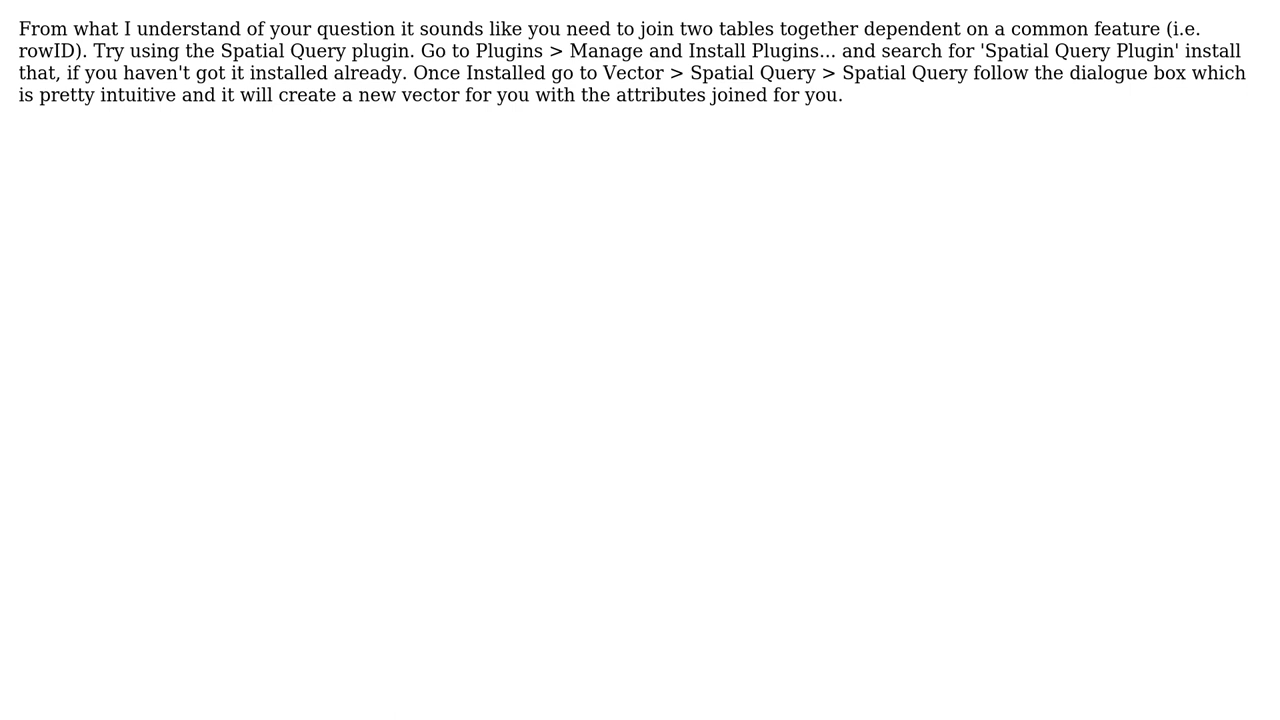 From what I understand of your question it sounds like you need to join two tables together dependent on a common feature (i.e.
rowID). Try using the Spatial Query plugin. Go to Plugins > Manage and Install Plugins... and search for 'Spatial Query Plugin' install
that, if you haven't got it installed already. Once Installed go to Vector > Spatial Query > Spatial Query follow the dialogue box which
is pretty intuitive and it will create a new vector for you with the attributes joined for you.